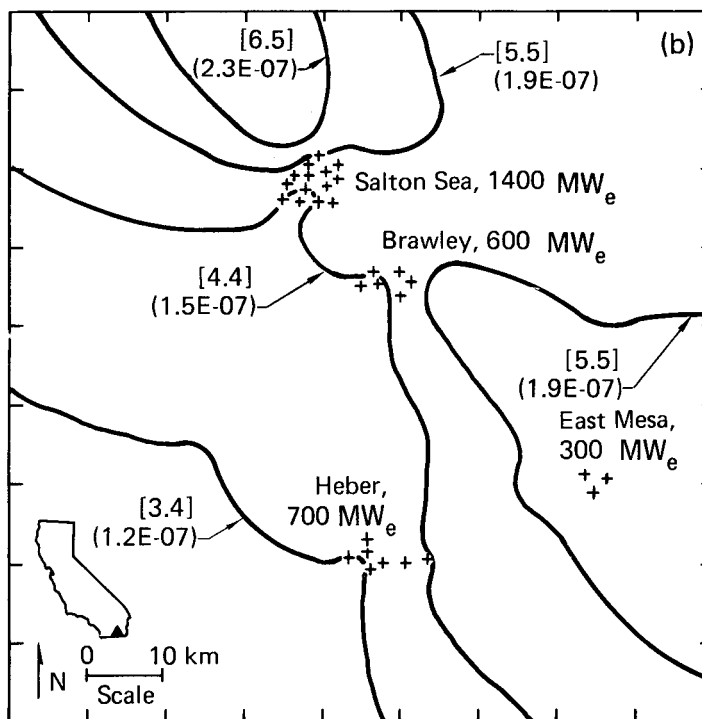 (b)
[6.5]
(2.3E-07)
[5.5]
(1.9E-07)
Salton Sea, 1400 MWe
Brawley, 600 MWe
[4.4]
(1.5E-07)
[5.5]
(1.9E-07)
East Mesa,
300 MWe
Heber,
700 MWe
[3.4]
(1.2E-07)
N
0 10 km
Scale